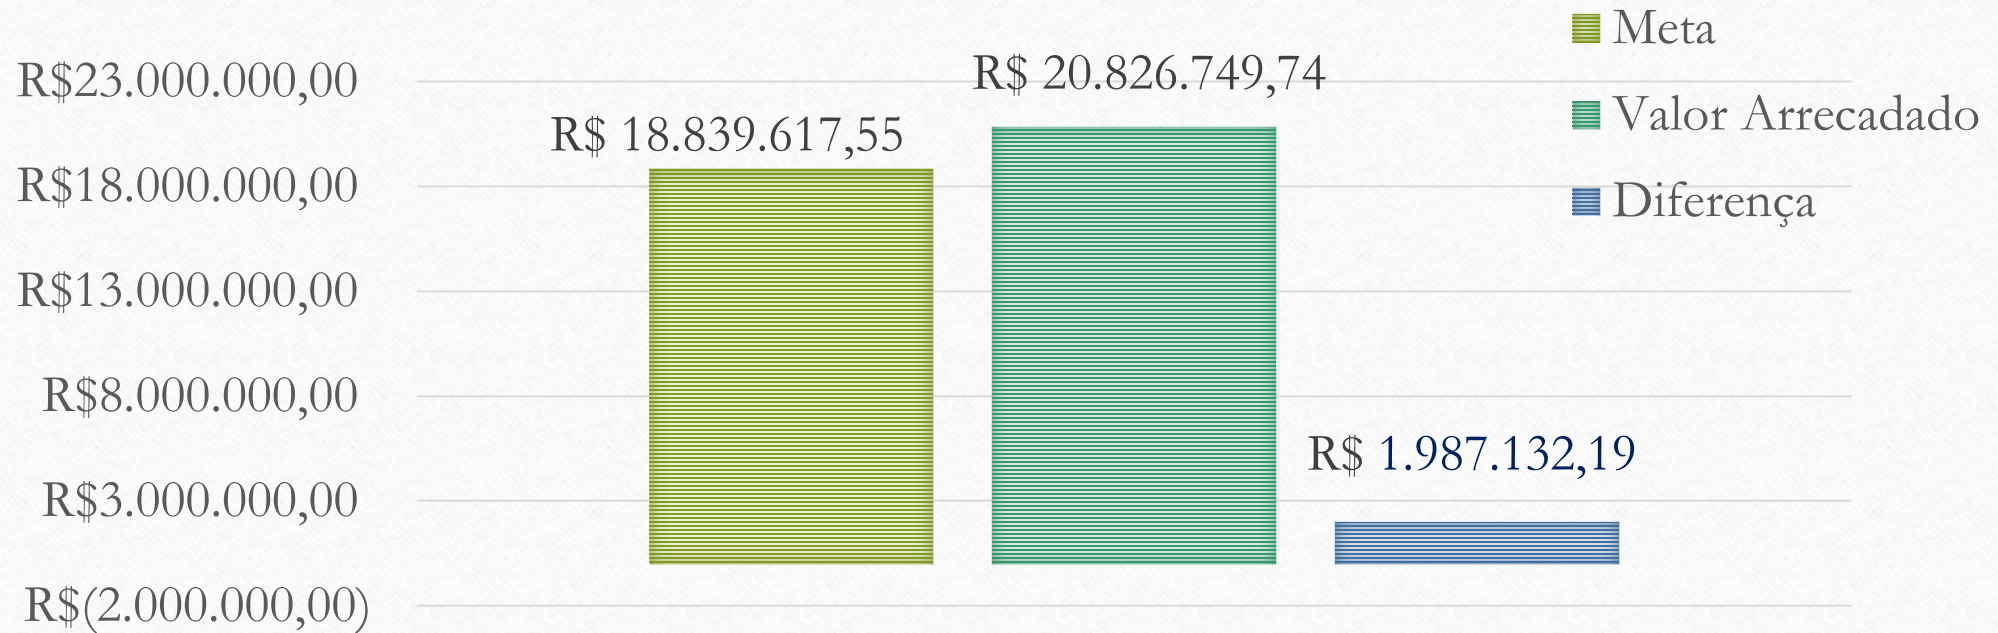 Meta
Valor Arrecadado
Diferença
R$23.000.000,00
R$18.000.000,00
R$13.000.000,00
R$8.000.000,00
R$3.000.000,00
R$(2.000.000,00)
R$ 18.839.617,55
R$ 20.826.749,74
R$ 1.987.132,19